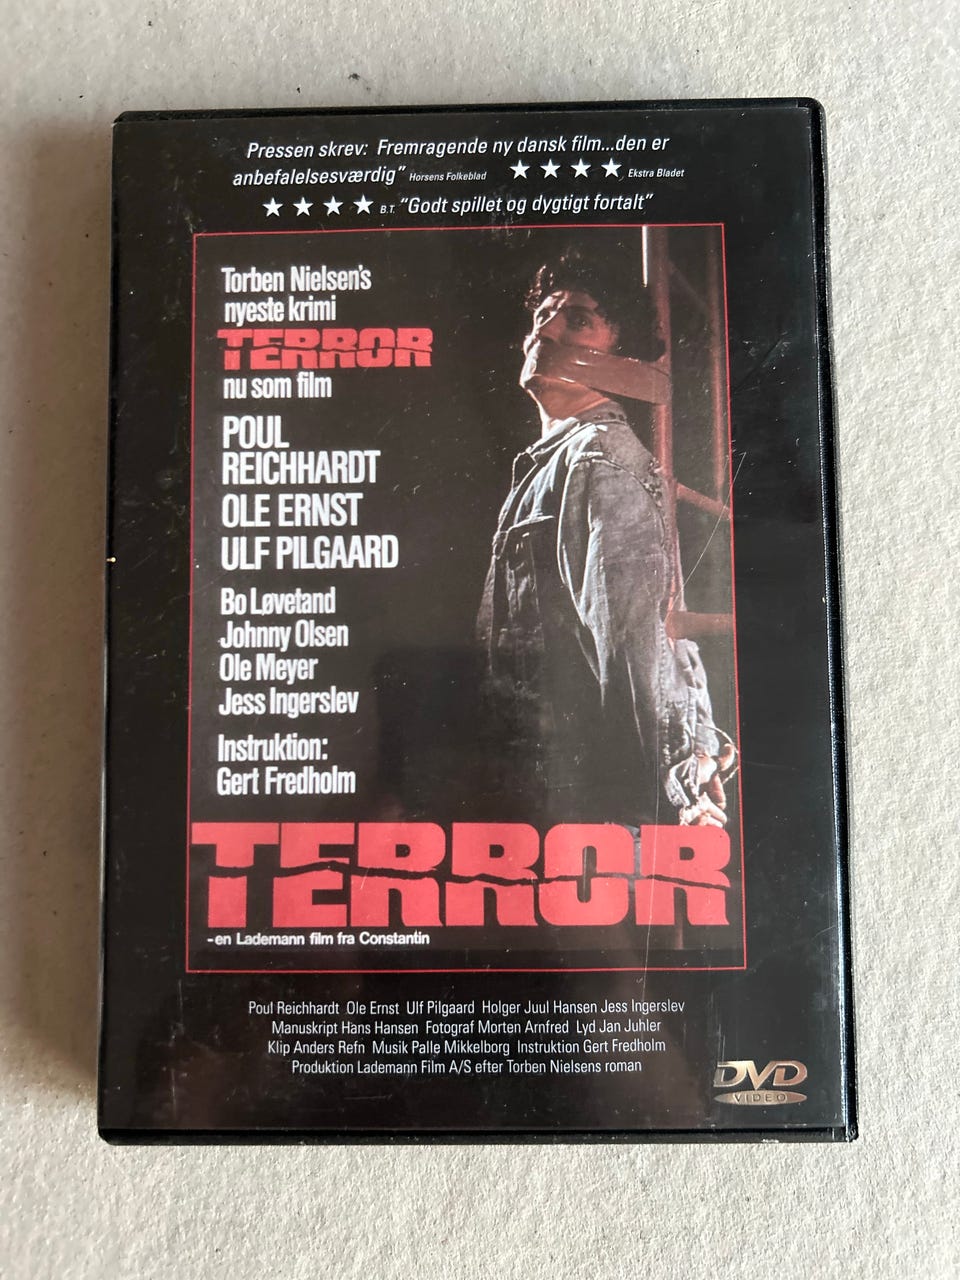 Pressen skrev: Fremragende ny dansk film...den er
anbefalelsesværdig" Horsens Folkeblad ★ ★ ★ ★ Ekstra Bladet
★ ★ ★ ★ B.T. "Godt spillet og dygtigt fortalt"
Torben Nielsen's
nyeste krimi
TERROR
nu som film
POUL
REICHHARDT
OLE ERNST
ULF PILGAARD
Bo Løvetand
Johnny Olsen
Ole Meyer
Jess Ingerslev
Instruktion:
Gert Fredholm
TERROR
-en Lademann film fra Constantin
Poul Reichhardt Ole Ernst Ulf Pilgaard Holger Juul Hansen Jess Ingerslev
Manuskript Hans Hansen Fotograf Morten Arnfred Lyd Jan Juhler
Klip Anders Refn Musik Palle Mikkelborg Instruktion Gert Fredholm
Produktion Lademann Film A/S efter Torben Nielsens roman
DVD
VIDEO